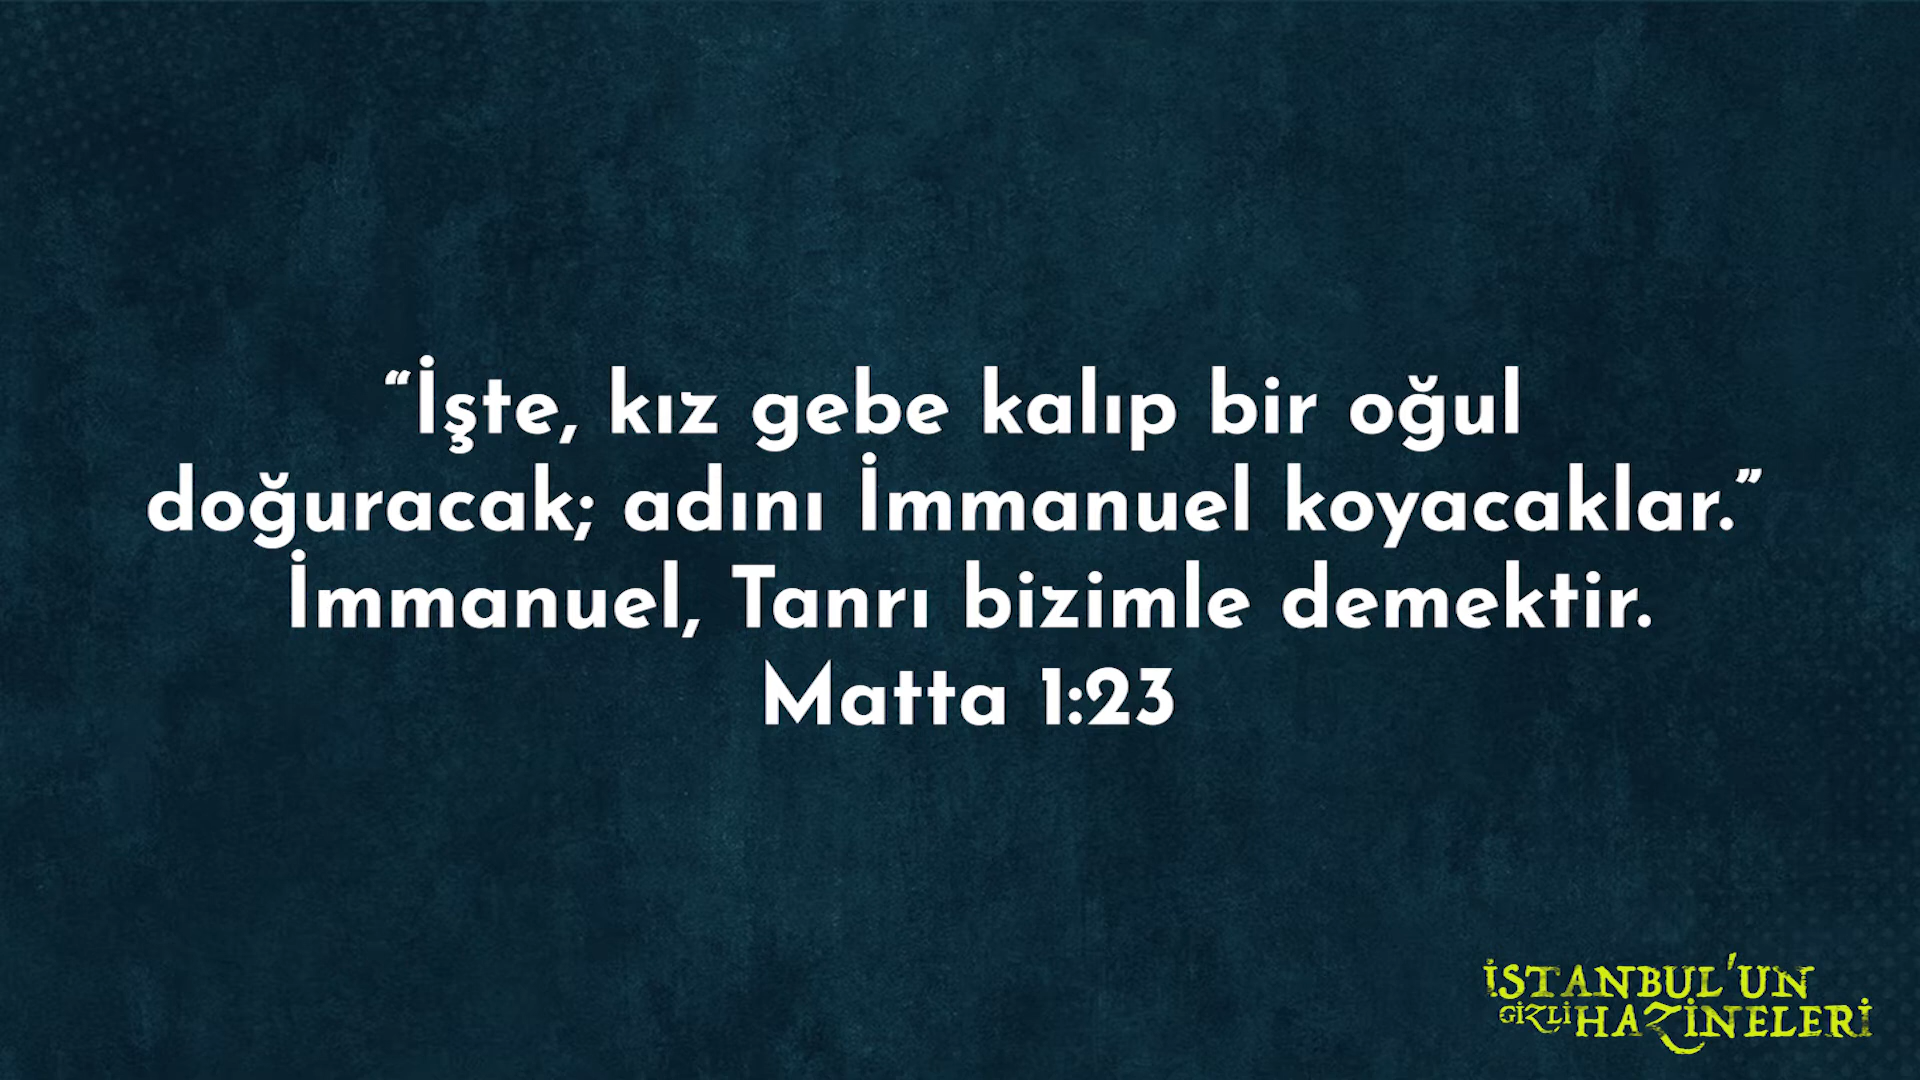 “İşte, kız gebe kalıp bir oğul
doğuracak; adını İmmanuel koyacaklar.”
İmmanuel, Tanrı bizimle demektir.
Matta 1:23
İSTANBUL'UN
GİZLİ HAZİNELERİ